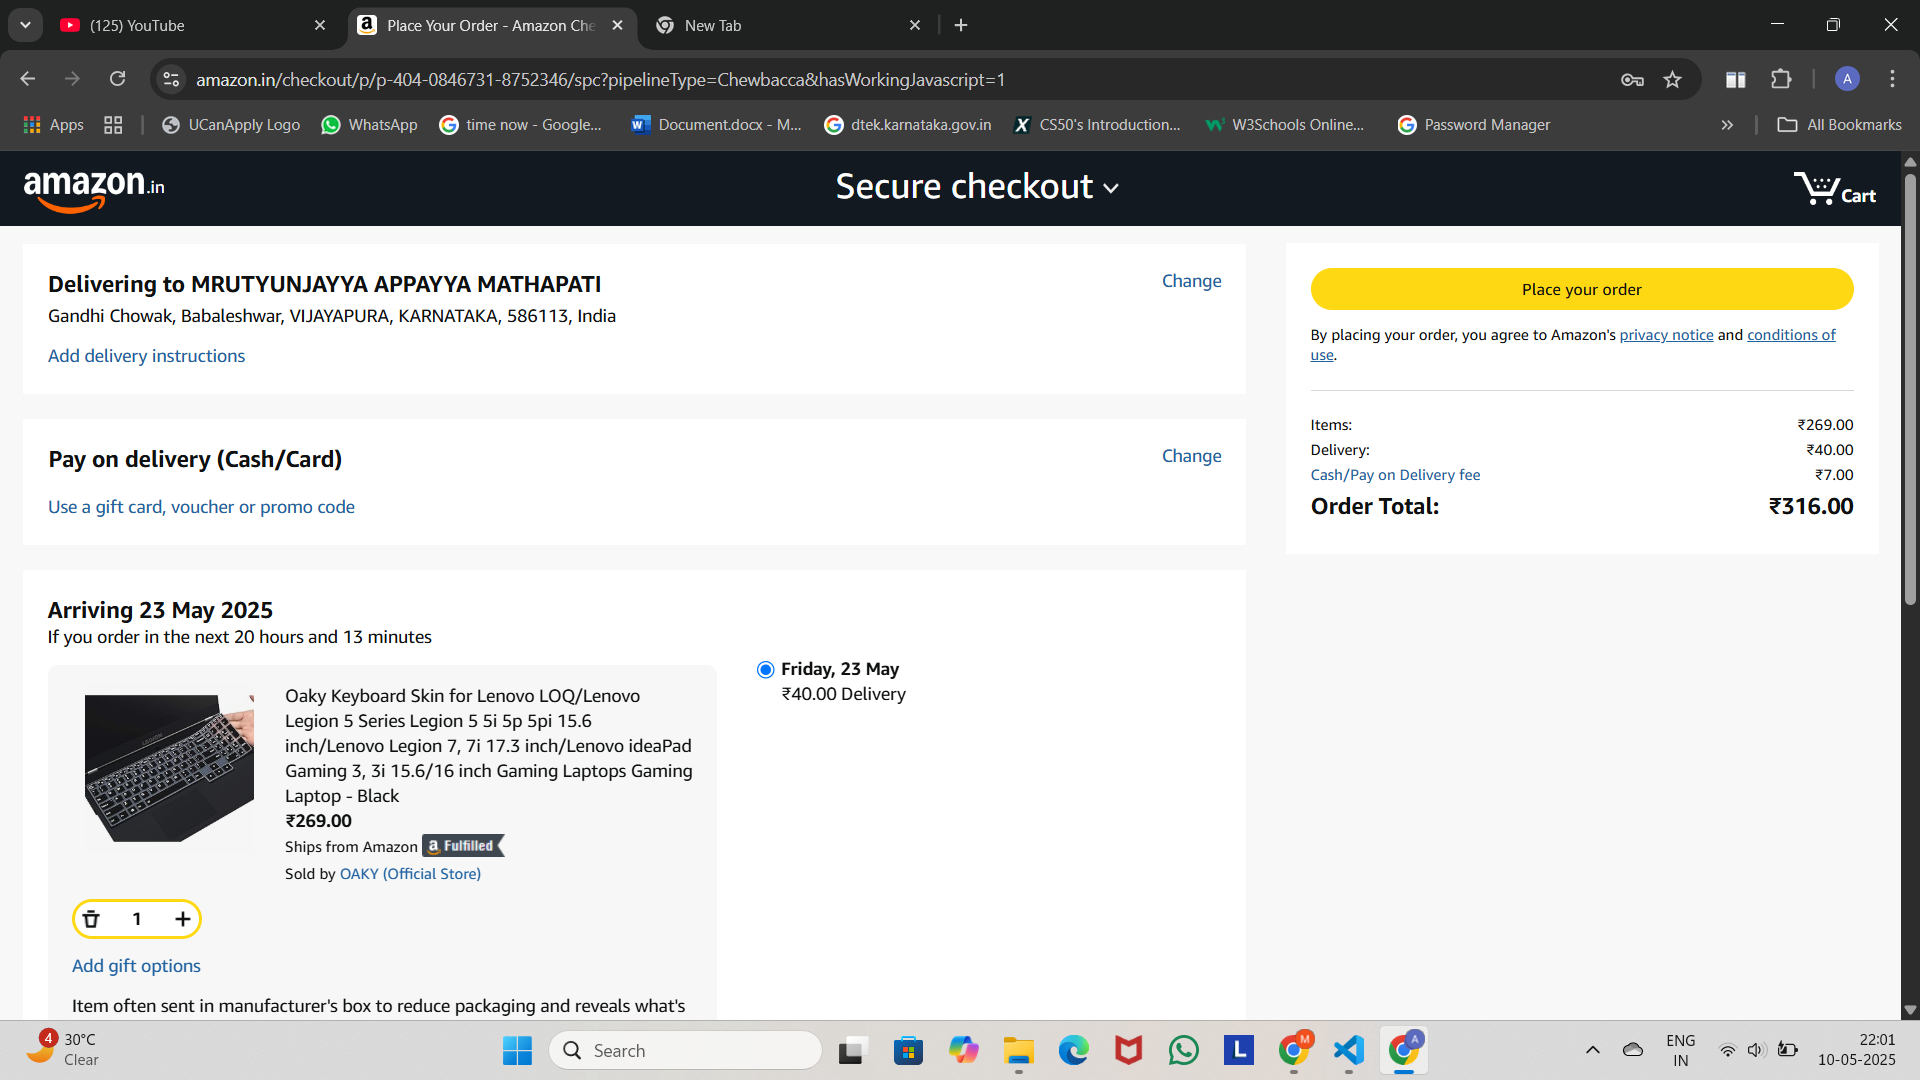 (125) YouTube
Place Your Order - Amazon Che
New Tab
amazon.in/checkout/p/p-404-0846731-8752346/spc?pipelineType=Chewbacca&hasWorkingJavascript=1
A
Apps
UCanApply Logo
WhatsApp
time now - Google...
Document.docx - M...
dtek.karnataka.gov.in
CS50's Introduction...
W3Schools Online...
Password Manager
All Bookmarks
amazon.in
Secure checkout
Cart
Delivering to MRUTYUNJAYYA APPAYYA MATHAPATI
Change
Gandhi Chowak, Babaleshwar, VIJAYAPURA, KARNATAKA, 586113, India
Add delivery instructions
Pay on delivery (Cash/Card)
Change
Use a gift card, voucher or promo code
Arriving 23 May 2025
If you order in the next 20 hours and 13 minutes
Oaky Keyboard Skin for Lenovo LOQ/Lenovo
Legion 5 Series Legion 5 5i 5p 5pi 15.6
inch/Lenovo Legion 7, 7i 17.3 inch/Lenovo ideaPad
Gaming 3, 3i 15.6/16 inch Gaming Laptops Gaming
Laptop - Black
₹269.00
Ships from Amazon a Fulfilled
Sold by OAKY (Official Store)
1
Add gift options
Item often sent in manufacturer's box to reduce packaging and reveals what's
Friday, 23 May
₹40.00 Delivery
Place your order
By placing your order, you agree to Amazon's privacy notice and conditions of
use.
Items: ₹269.00
Delivery: ₹40.00
Cash/Pay on Delivery fee ₹7.00
Order Total: ₹316.00
4
30°C
Clear
Search
L
M
A
ENG
IN
22:01
10-05-2025